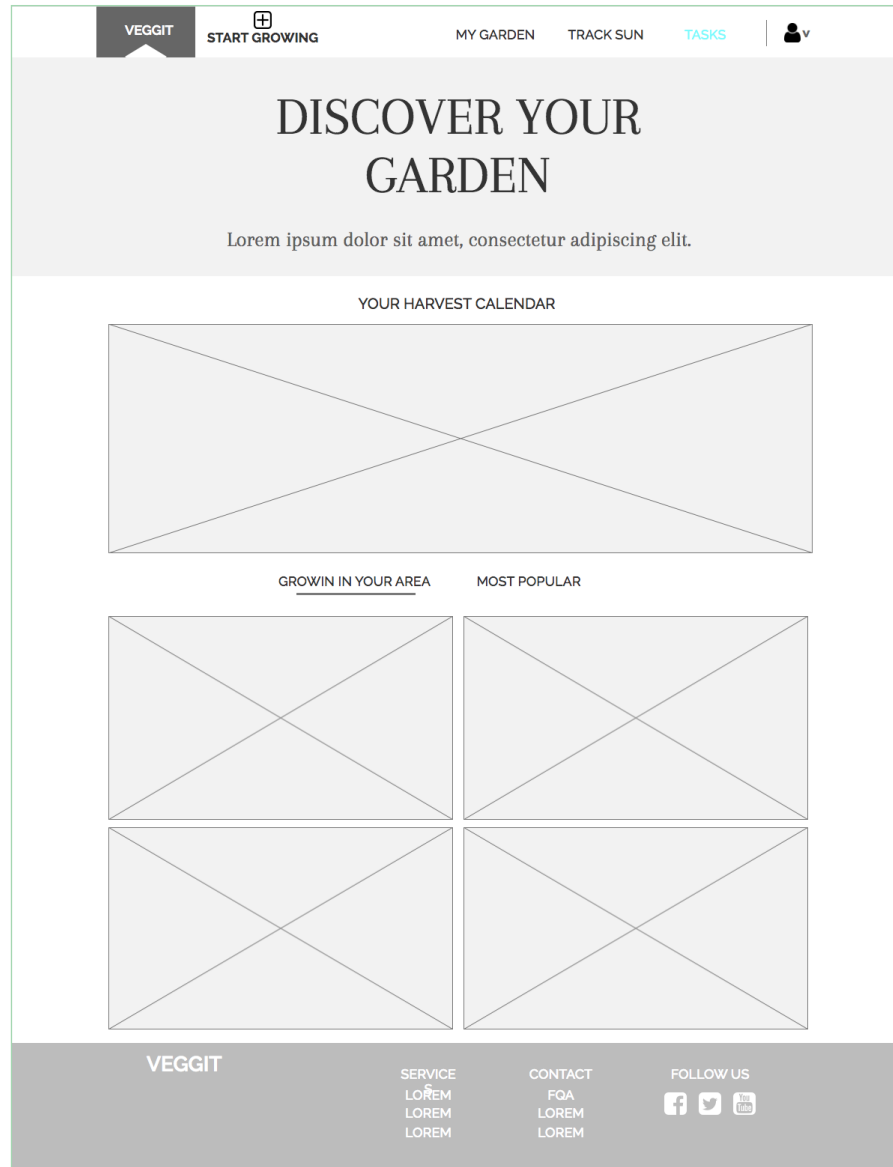 VEGGIT
START GROWING
MY GARDEN
TRACK SUN
TASKS
v
DISCOVER YOUR
GARDEN
Lorem ipsum dolor sit amet, consectetur adipiscing elit.
YOUR HARVEST CALENDAR
GROWIN IN YOUR AREA
MOST POPULAR
VEGGIT
SERVICE
S
LOREM
LOREM
LOREM
CONTACT
FQA
LOREM
LOREM
FOLLOW US
You
Tube